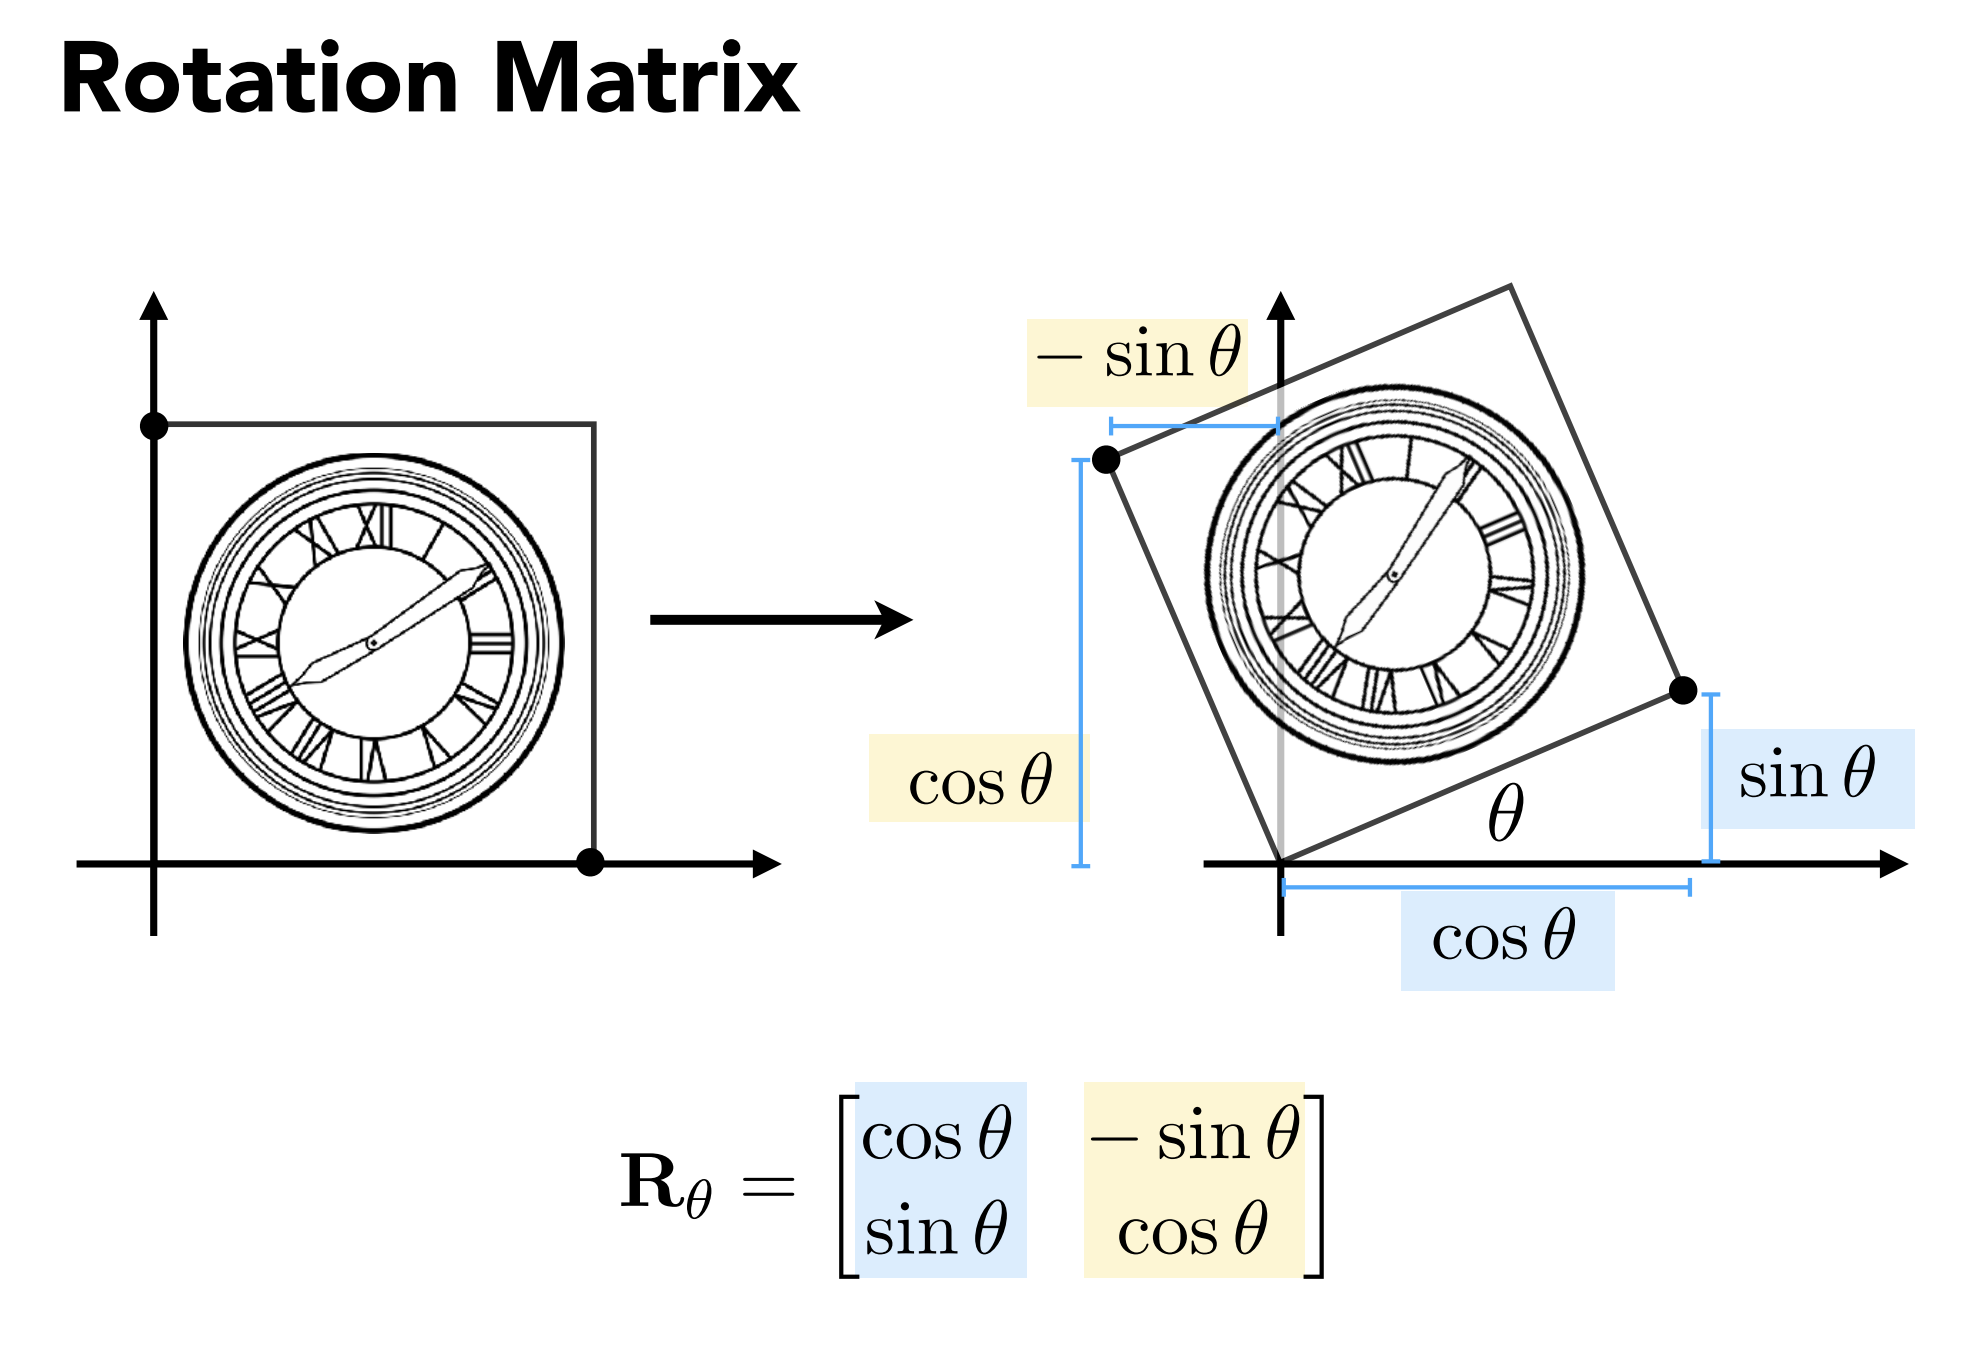 Rotation Matrix
− sin θ
cos θ
θ
sin θ
cos θ
R_θ = [cos θ −sin θ
sin θ cos θ]